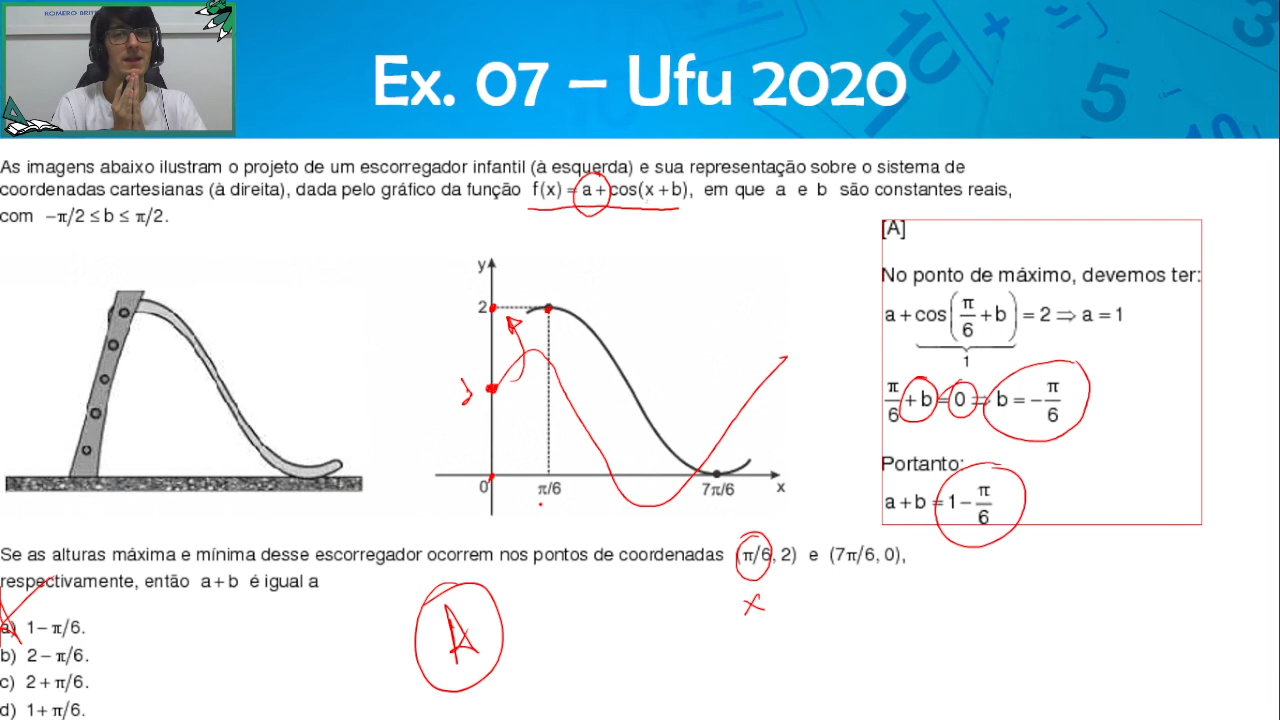 ROMERO BRIT
Ex. 07 – Ufu 2020
As imagens abaixo ilustram o projeto de um escorregador infantil (à esquerda) e sua representação sobre o sistema de
coordenadas cartesianas (à direita), dada pelo gráfico da função f(x) = a + cos(x + b), em que a e b são constantes reais,
com −π/2 ≤ b ≤ π/2.
y
2
0
π/6
7π/6
x
[A]
No ponto de máximo, devemos ter:
a + cos(π/6 + b) = 2 ⇒ a = 1
1
π/6 + b = 0 ⇒ b = −π/6
Portanto:
a + b = 1 − π/6
Se as alturas máxima e mínima desse escorregador ocorrem nos pontos de coordenadas (π/6, 2) e (7π/6, 0),
respectivamente, então a + b é igual a
x
a) 1 − π/6.
b) 2 − π/6.
c) 2 + π/6.
d) 1 + π/6.
A